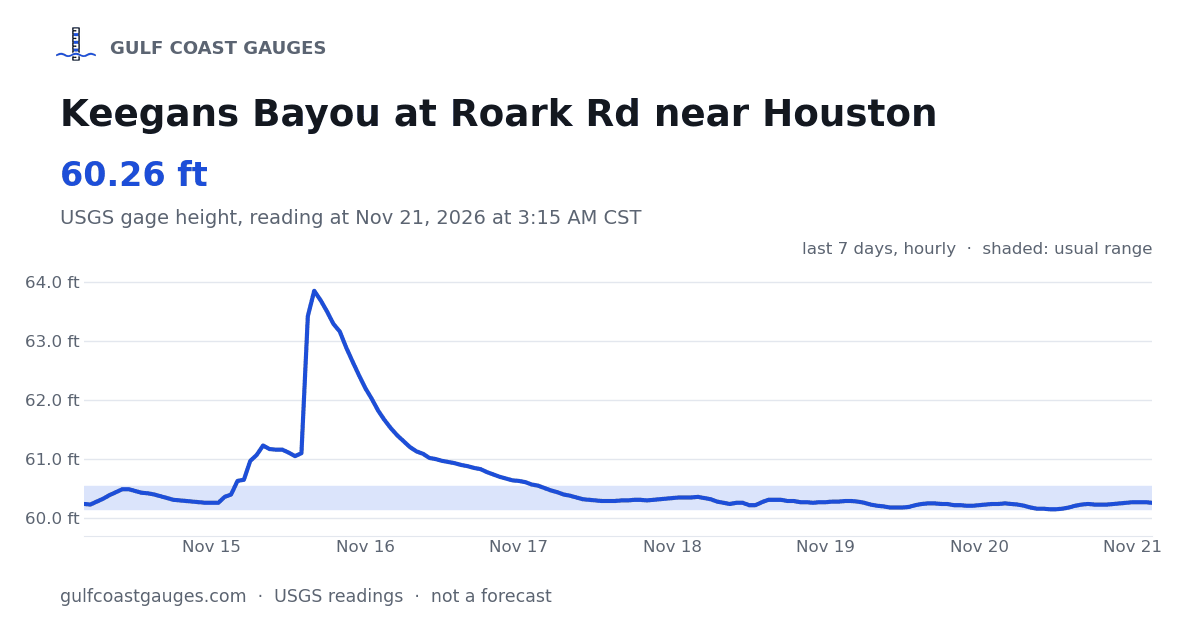 GULF COAST GAUGES
Keegans Bayou at Roark Rd near Houston
60.26 ft
USGS gage height, reading at Nov 21, 2026 at 3:15 AM CST
last 7 days, hourly · shaded: usual range
64.0 ft
63.0 ft
62.0 ft
61.0 ft
60.0 ft
Nov 15 Nov 16 Nov 17 Nov 18 Nov 19 Nov 20 Nov 21
gulfcoastgauges.com · USGS readings · not a forecast